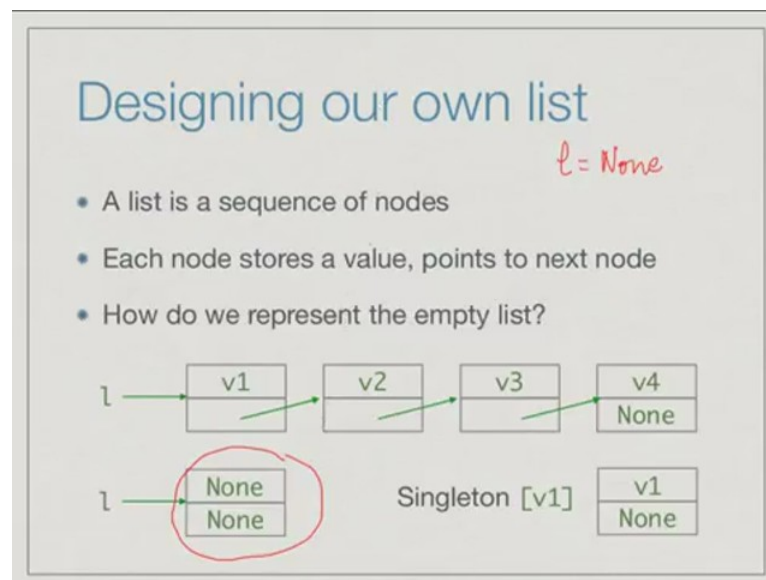 Designing our own list
l = None
• A list is a sequence of nodes
• Each node stores a value, points to next node
• How do we represent the empty list?
l v1 v2 v3 v4
None
l None Singleton [v1] v1
None None